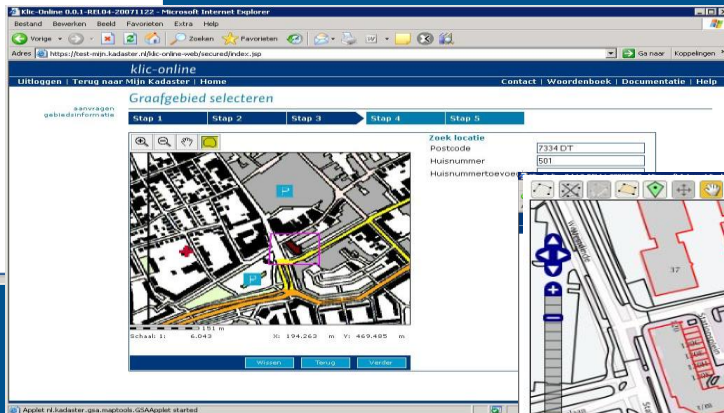 Klic-Online 0.0.1-REL04-20071122 - Microsoft Internet Explorer
Bestand Bewerken Beeld Favorieten Extra Help
Vorige Zoeken Favorieten
Adres https://test-mijn.kadaster.nl/klic-online-web/secured/index.jsp Ga naar Koppelingen
klic-online
Uitloggen | Terug naar Mijn Kadaster | Home Contact | Woordenboek | Documentatie | Help
aanvragen
gebiedsinformatie
Graafgebied selecteren
Stap 1 Stap 2 Stap 3 Stap 4 Stap 5
Zoek locatie
Postcode 7334 DT
Huisnummer 501
Huisnummertoevoe
P
P
37
151 m
Schaal: 1: 6.043 X: 194.263 m Y: 469.485 m
Wissen Terug Verder
Applet nl.kadaster.gsa.maptools.GSAApplet started